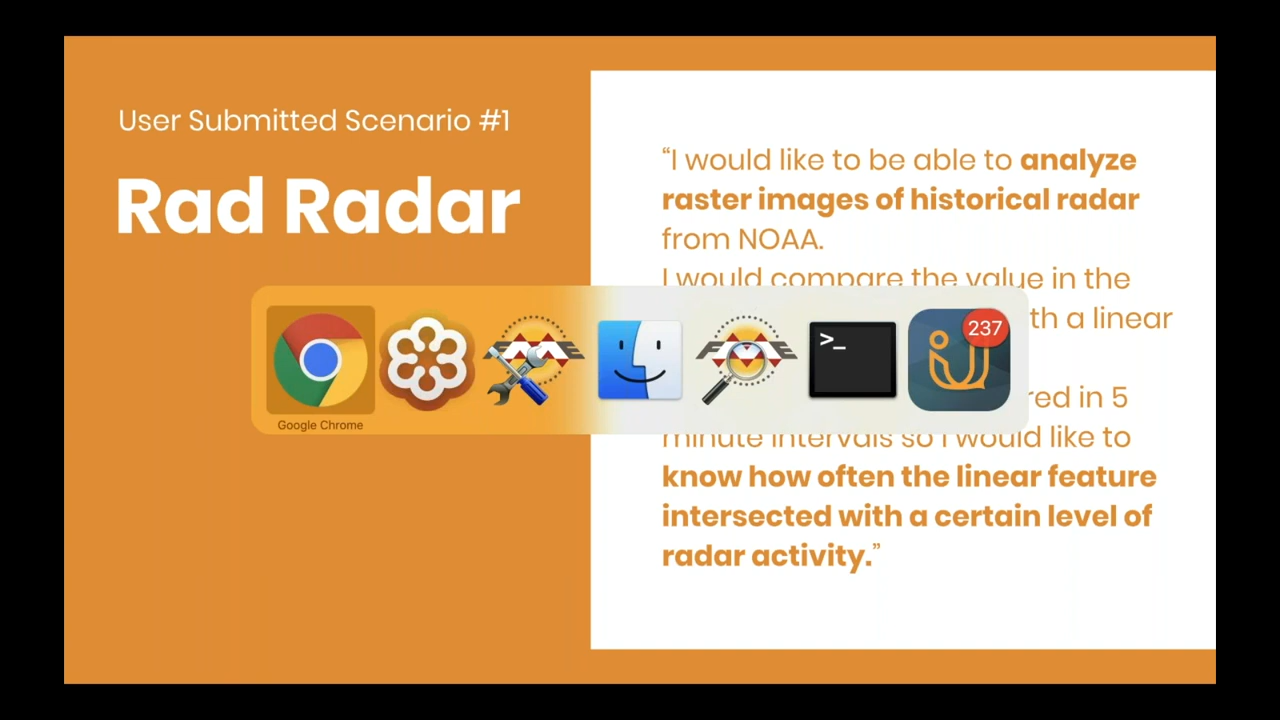 User Submitted Scenario #1
Rad Radar
“I would like to be able to analyze
raster images of historical radar
from NOAA.
I would compare the value in the
th a linear
red in 5
minute intervals so I would like to
know how often the linear feature
intersected with a certain level of
radar activity.”
Google Chrome
FME
FME
>_
237